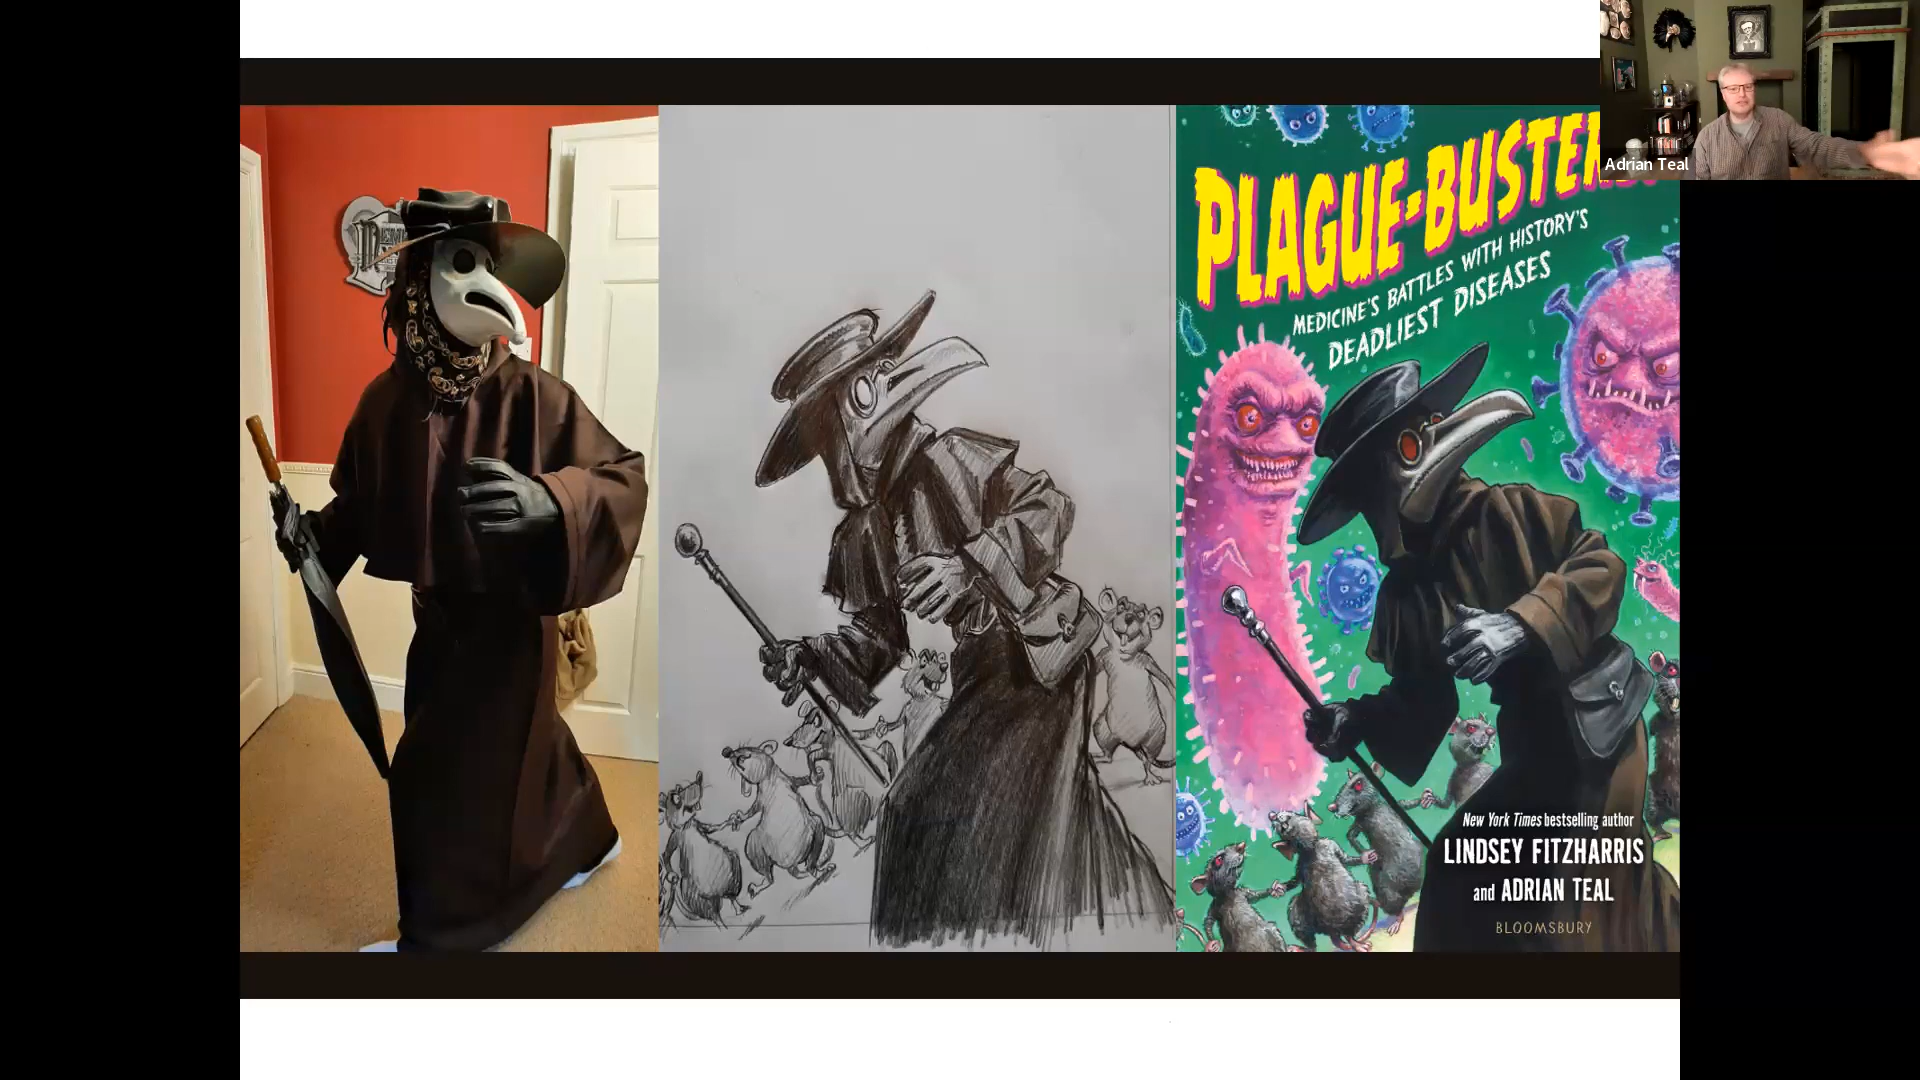 Adrian Teal
PLAGUE-BUSTERS
MEDICINE'S BATTLES WITH HISTORY'S
DEADLIEST DISEASES
New York Times bestselling author
LINDSEY FITZHARRIS
and ADRIAN TEAL
BLOOMSBURY